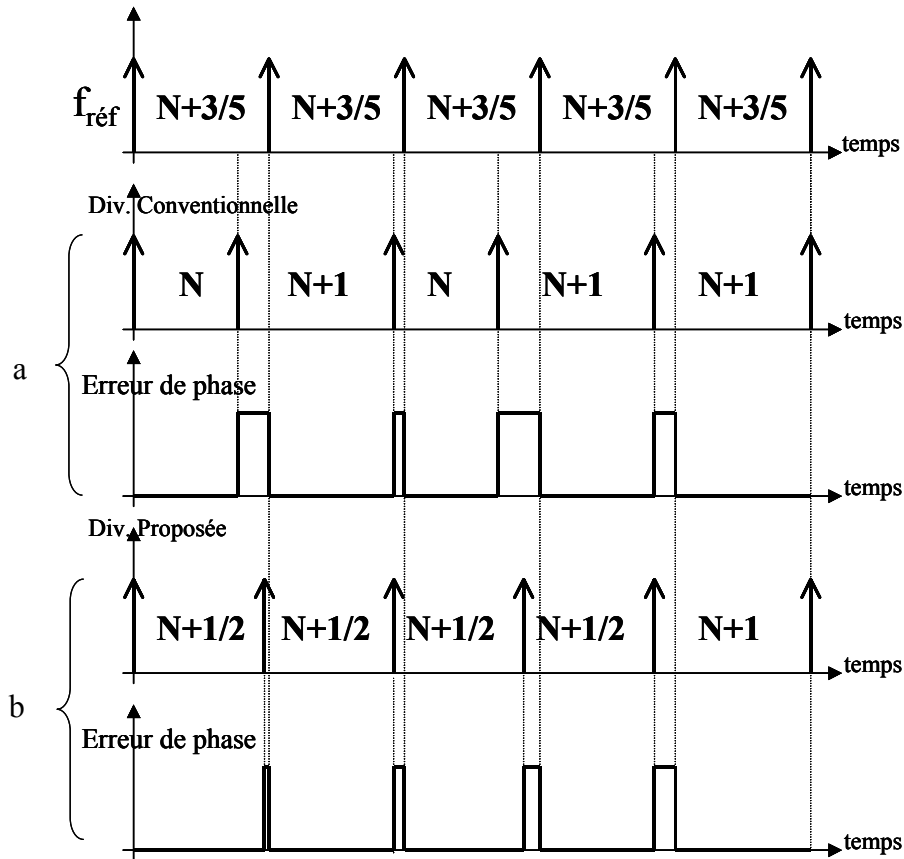 f_réf N+3/5 N+3/5 N+3/5 N+3/5 N+3/5
temps
Div. Conventionnelle
N N+1 N N+1 N+1
temps
a
Erreur de phase
temps
Div. Proposée
N+1/2 N+1/2 N+1/2 N+1/2 N+1
temps
b
Erreur de phase
temps